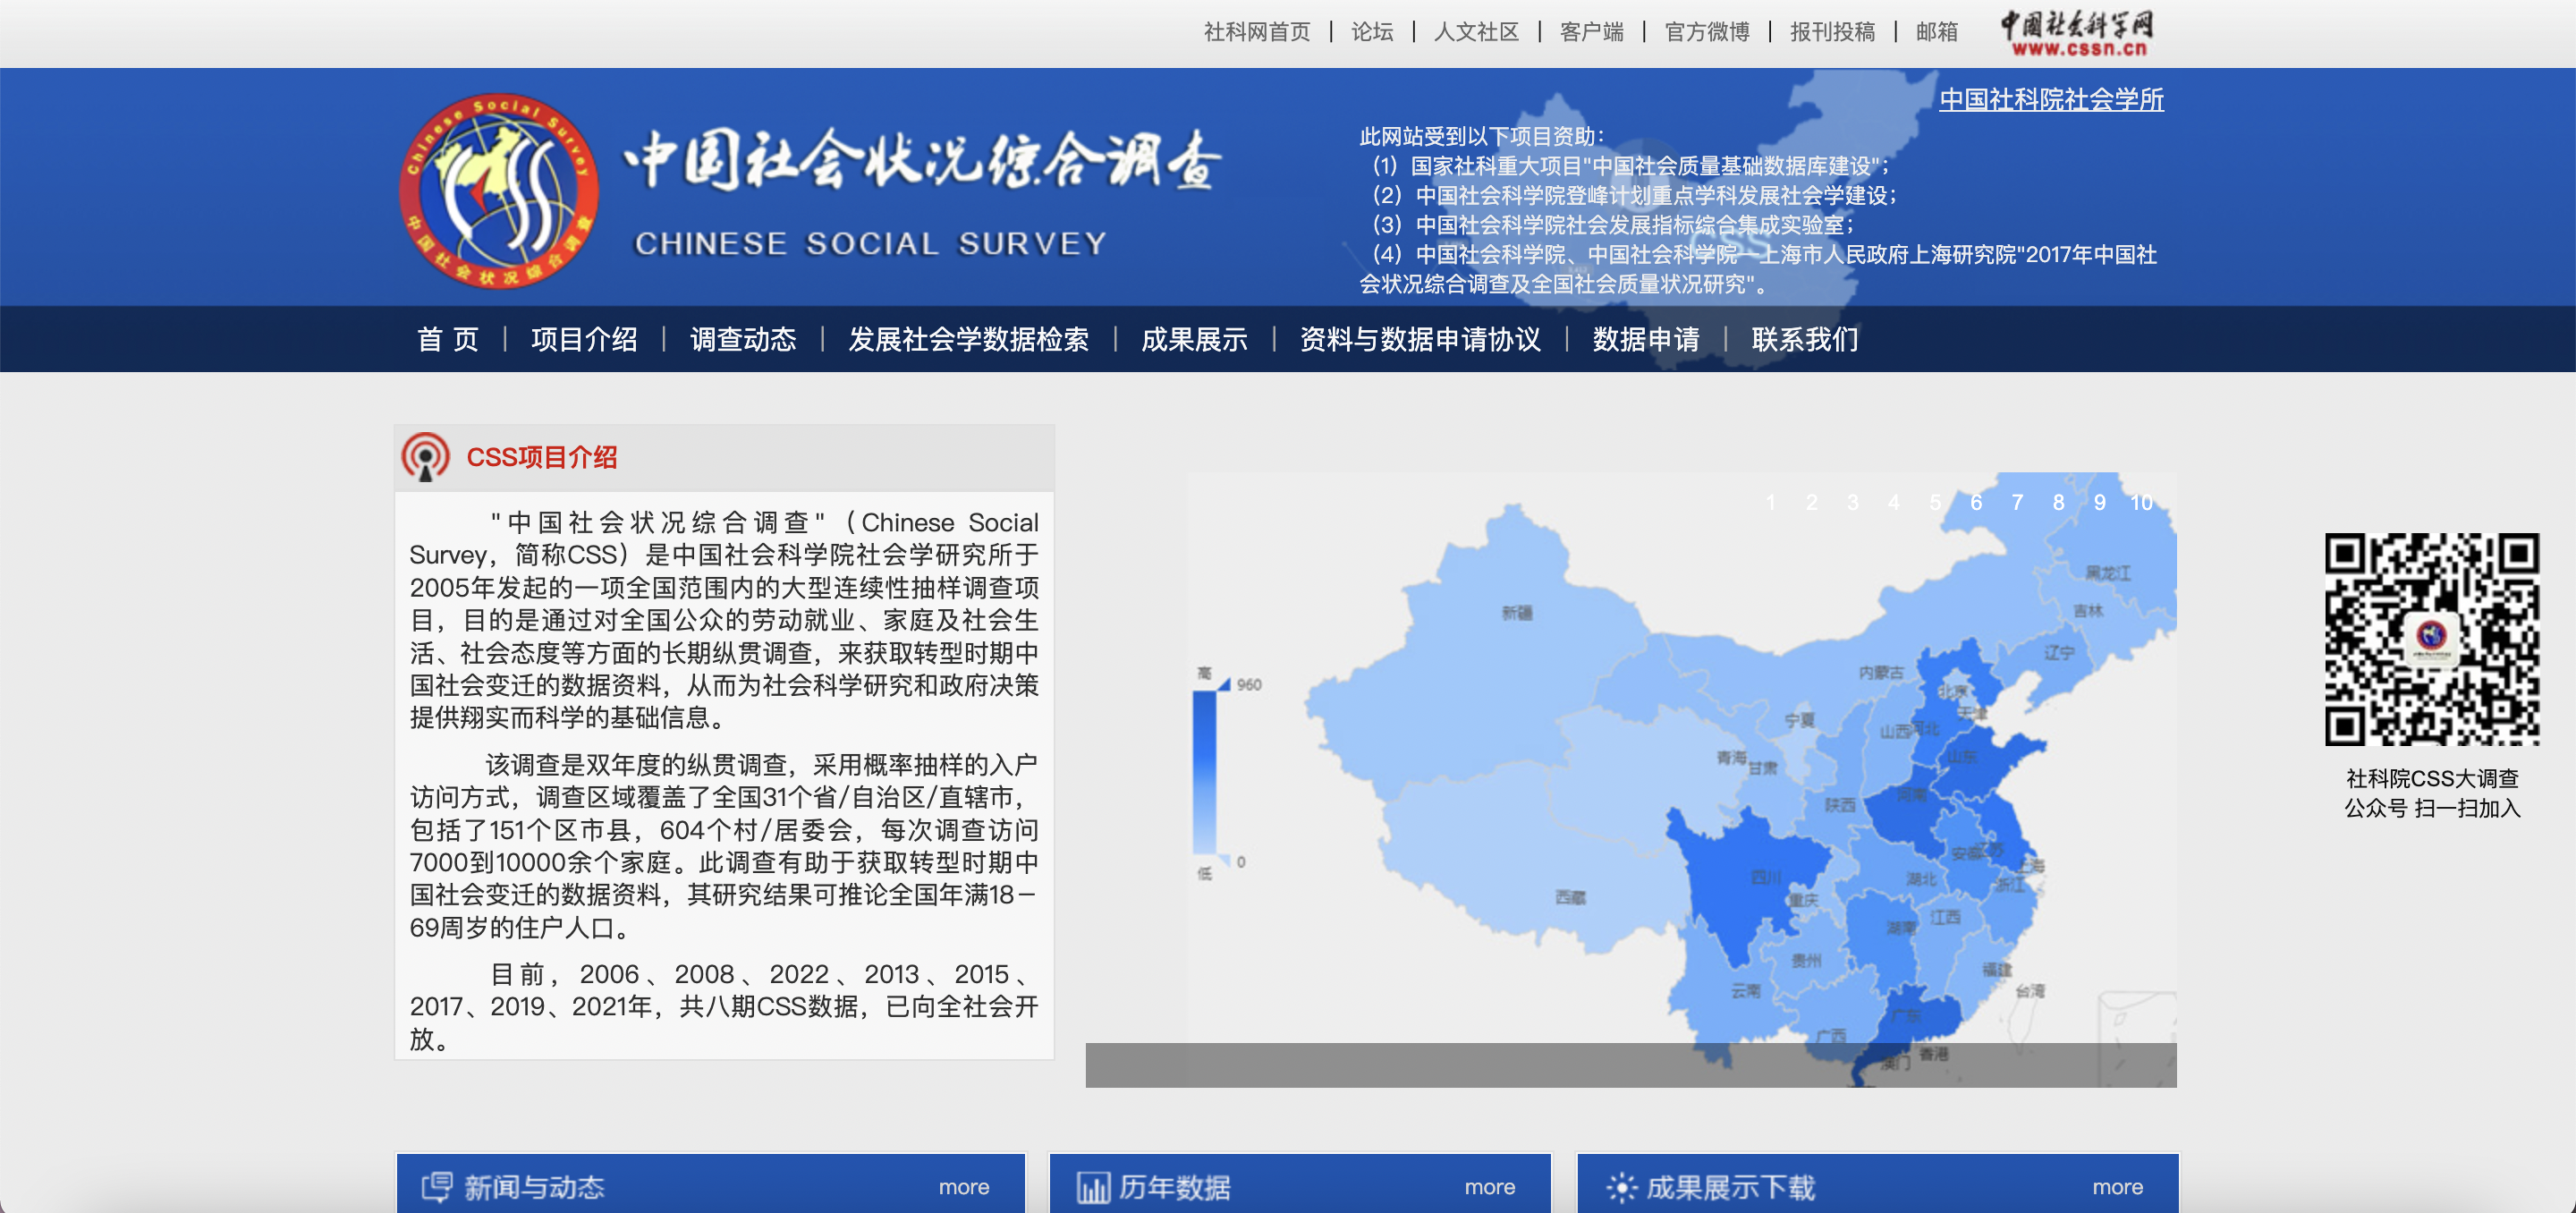 社科网首页 | 论坛 | 人文社区 | 客户端 | 官方微博 | 报刊投稿 | 邮箱
中国社会科学网
www.cssn.cn
Chinese Social Survey
CSS
中国社会状况综合调查
中国社会状况综合调查
CHINESE SOCIAL SURVEY
中国社科院社会学所
此网站受到以下项目资助：
（1）国家社科重大项目"中国社会质量基础数据库建设"；
（2）中国社会科学院登峰计划重点学科发展社会学建设；
（3）中国社会科学院社会发展指标综合集成实验室；
（4）中国社会科学院、中国社会科学院—上海市人民政府上海研究院"2017年中国社
会状况综合调查及全国社会质量状况研究"。
CSS
首 页 | 项目介绍 | 调查动态 | 发展社会学数据检索 | 成果展示 | 资料与数据申请协议 | 数据申请 | 联系我们
CSS项目介绍
"中国社会状况综合调查"（Chinese Social
Survey，简称CSS）是中国社会科学院社会学研究所于
2005年发起的一项全国范围内的大型连续性抽样调查项
目，目的是通过对全国公众的劳动就业、家庭及社会生
活、社会态度等方面的长期纵贯调查，来获取转型时期中
国社会变迁的数据资料，从而为社会科学研究和政府决策
提供翔实而科学的基础信息。
该调查是双年度的纵贯调查，采用概率抽样的入户
访问方式，调查区域覆盖了全国31个省/自治区/直辖市，
包括了151个区市县，604个村/居委会，每次调查访问
7000到10000余个家庭。此调查有助于获取转型时期中
国社会变迁的数据资料，其研究结果可推论全国年满18－
69周岁的住户人口。
目前，2006、2008、2022、2013、2015、
2017、2019、2021年，共八期CSS数据，已向全社会开
放。
1 2 3 4 5 6 7 8 9 10
黑龙江
吉林
新疆
辽宁
内蒙古
高
960
北京
天津
宁夏
山西
河北
青海
甘肃
山东
陕西
河南
0
低
安徽
江苏
上海
四川
湖北
浙江
西藏
重庆
江西
湖南
贵州
福建
云南
台湾
广东
广西
香港
澳门
社科院CSS大调查
公众号 扫一扫加入
新闻与动态 more
历年数据 more
成果展示下载 more